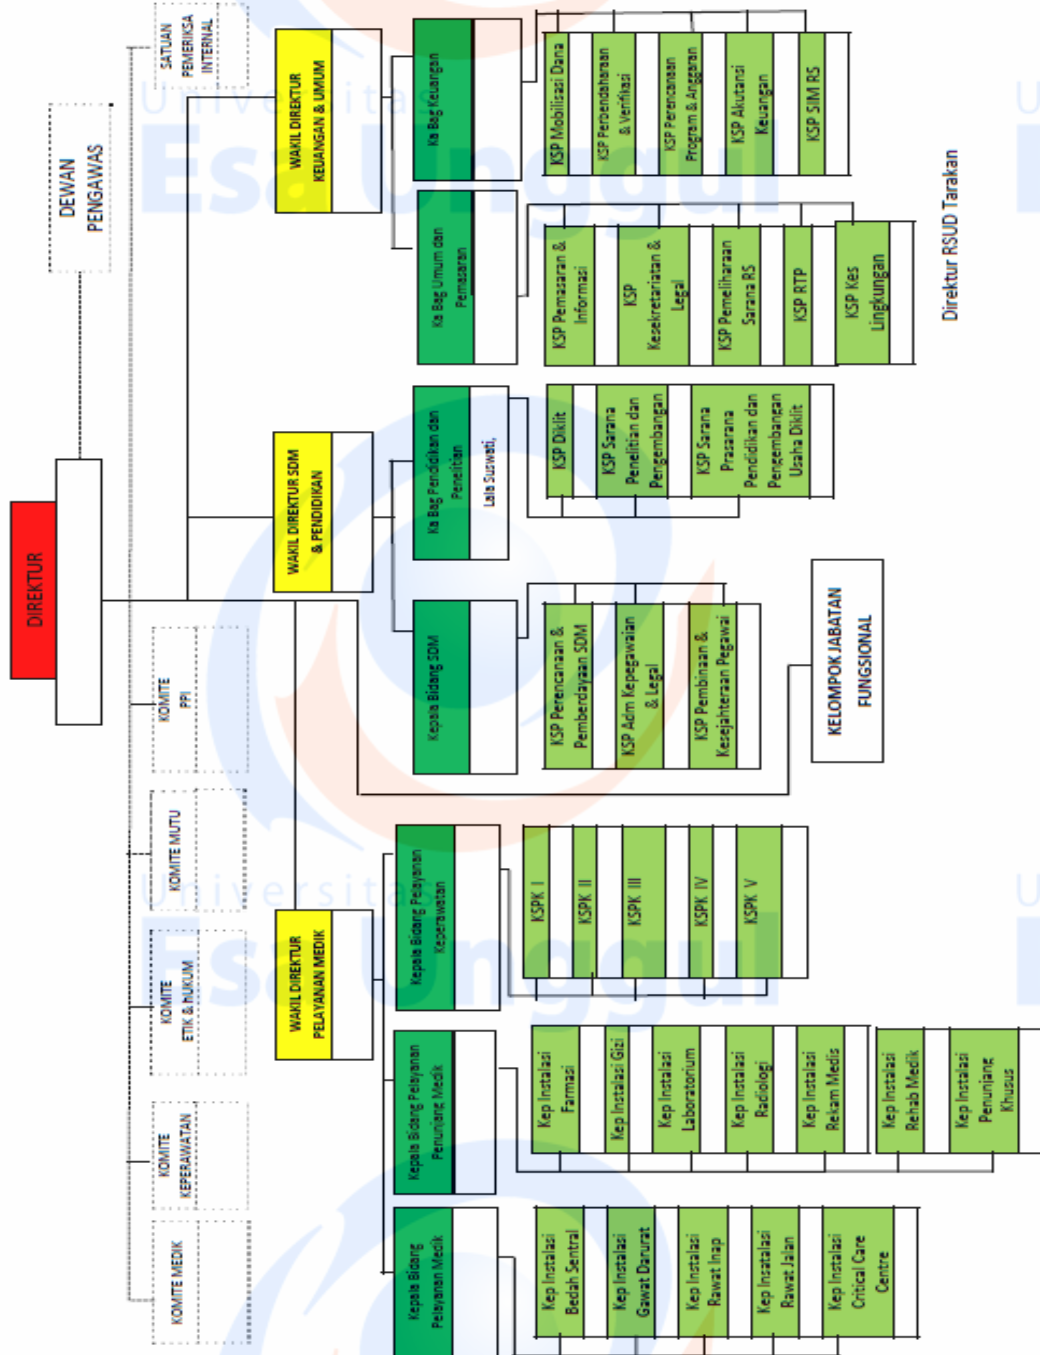 DIREKTUR
DEWAN
PENGAWAS
KOMITE MEDIK
KOMITE
KEPERAWATAN
KOMITE
ETIK & hUKUM
KOMITE MUTU
KOMITE
PPI
SATUAN
PEMERIKSA
INTERNAL
WAKIL DIREKTUR
PELAYANAN MEDIK
WAKIL DIREKTUR SDM
& PENDIDIKAN
WAKIL DIREKTUR
KEUANGAN & UMUM
Kepala Bidang
Pelayanan Medik
Kepala Bidang Pelayanan
Penunjang Medik
Kepala Bidang Pelayanan
Keperawatan
Kepala Bidang SDM
Ka Bag Pendidikan dan
Penelitian
Lala Suswati,
Ka Bag Umum dan
Pemasaran
Ka Bag Keuangan
Kep Instalasi
Bedah Sentral
Kep Instalasi
Gawat Darurat
Kep Instalasi
Rawat Inap
Kep Insatalasi
Rawat Jalan
Kep Instalasi
Critical Care
Centre
Kep Instalasi
Farmasi
Kep Instalasi Gizi
Kep Instalasi
Laboratorium
Kep Instalasi
Radiologi
Kep Instalasi
Rekam Medis
Kep Instalasi
Rehab Medik
Kep Instalasi
Penunjang
Khusus
KSPK I
KSPK II
KSPK III
KSPK IV
KSPK V
KSP Perencanaan &
Pemberdayaan SDM
KSP Adm Kepegawaian
& Legal
KSP Pembinaan &
Kesejahteraan Pegawai
KSP Diklit
KSP Sarana
Penelitian dan
Pengembangan
KSP Sarana
Prasarana
Pendidikan dan
Pengembangan
Usaha Diklit
KSP Pemasaran &
Informasi
KSP
Kesekretariatan &
Legal
KSP Pemeliharaan
Sarana RS
KSP RTP
KSP Kes
Lingkungan
KSP Mobilisasi Dana
KSP Perbendaharaan
& Verifikasi
KSP Perencanaan
Program & Anggaran
KSP Akutansi
Keuangan
KSP SIM RS
KELOMPOK JABATAN
FUNGSIONAL
Direktur RSUD Tarakan
Universitas
Esa Unggul
Universitas
Esa Unggul